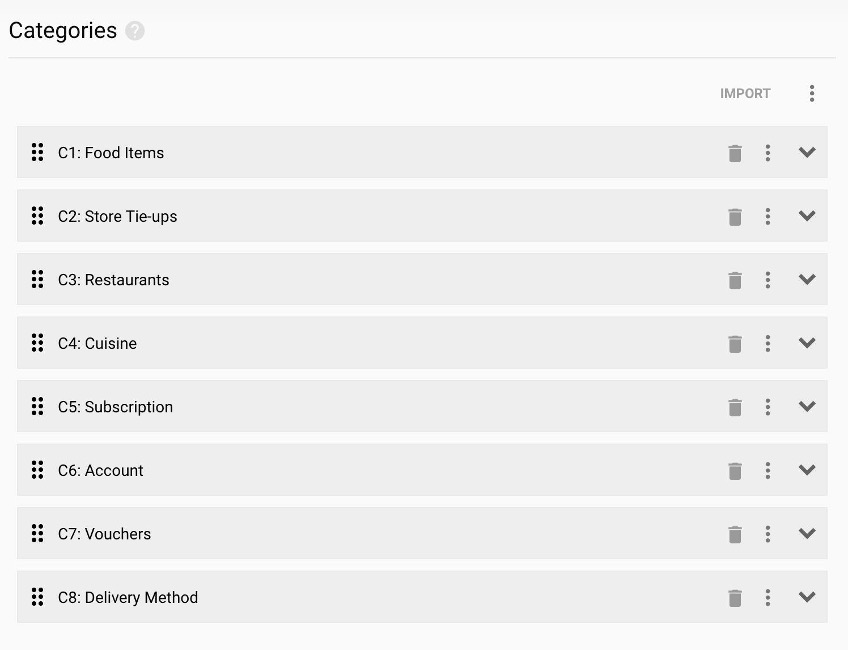 Categories ?
IMPORT
C1: Food Items
C2: Store Tie-ups
C3: Restaurants
C4: Cuisine
C5: Subscription
C6: Account
C7: Vouchers
C8: Delivery Method